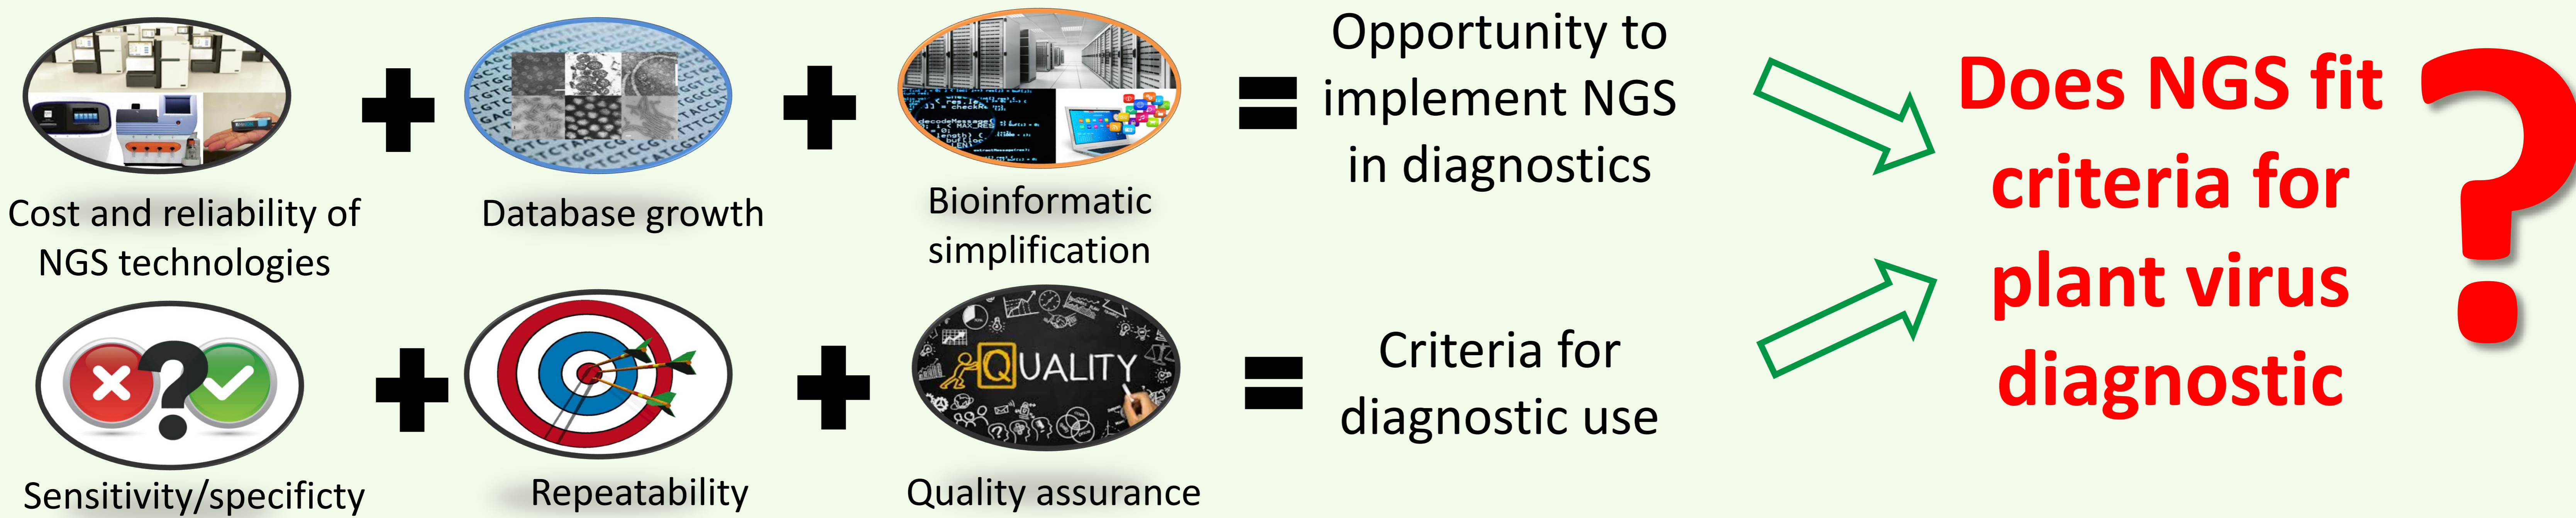 Cost and reliability of
NGS technologies
Database growth
Bioinformatic
simplification
Opportunity to
implement NGS
in diagnostics
Sensitivity/specificty
Repeatability
QUALITY
Quality assurance
Criteria for
diagnostic use
Does NGS fit
criteria for
plant virus
diagnostic
?